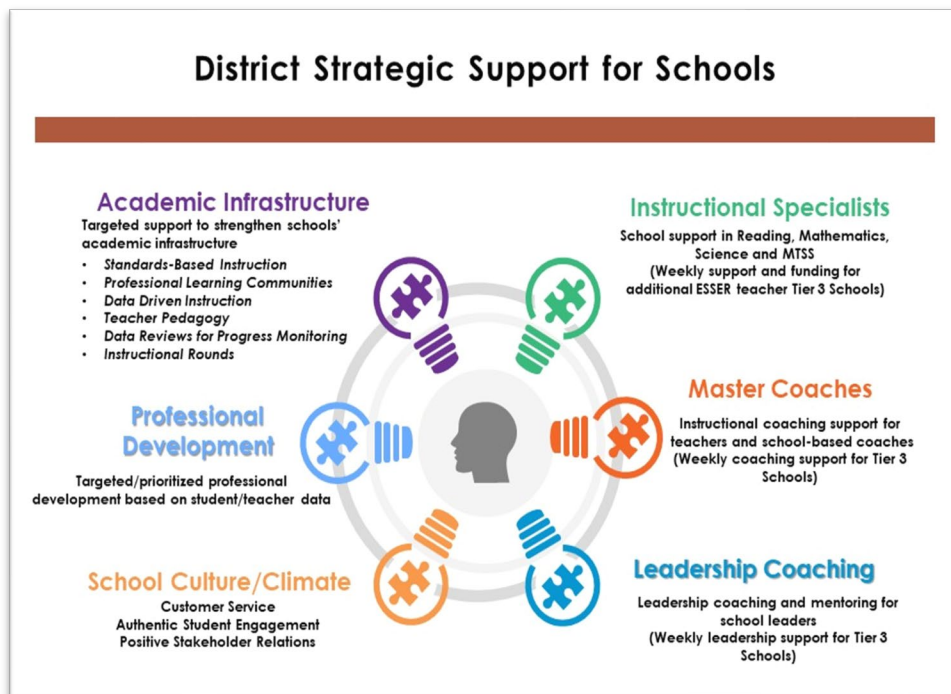 District Strategic Support for Schools
Academic Infrastructure
Targeted support to strengthen schools'
academic infrastructure
• Standards-Based Instruction
• Professional Learning Communities
• Data Driven Instruction
• Teacher Pedagogy
• Data Reviews for Progress Monitoring
• Instructional Rounds
Professional
Development
Targeted/prioritized professional
development based on student/teacher data
School Culture/Climate
Customer Service
Authentic Student Engagement
Positive Stakeholder Relations
Instructional Specialists
School support in Reading, Mathematics,
Science and MTSS
(Weekly support and funding for
additional ESSER teacher Tier 3 Schools)
Master Coaches
Instructional coaching support for
teachers and school-based coaches
(Weekly coaching support for Tier 3
Schools)
Leadership Coaching
Leadership coaching and mentoring for
school leaders
(Weekly leadership support for Tier 3
Schools)